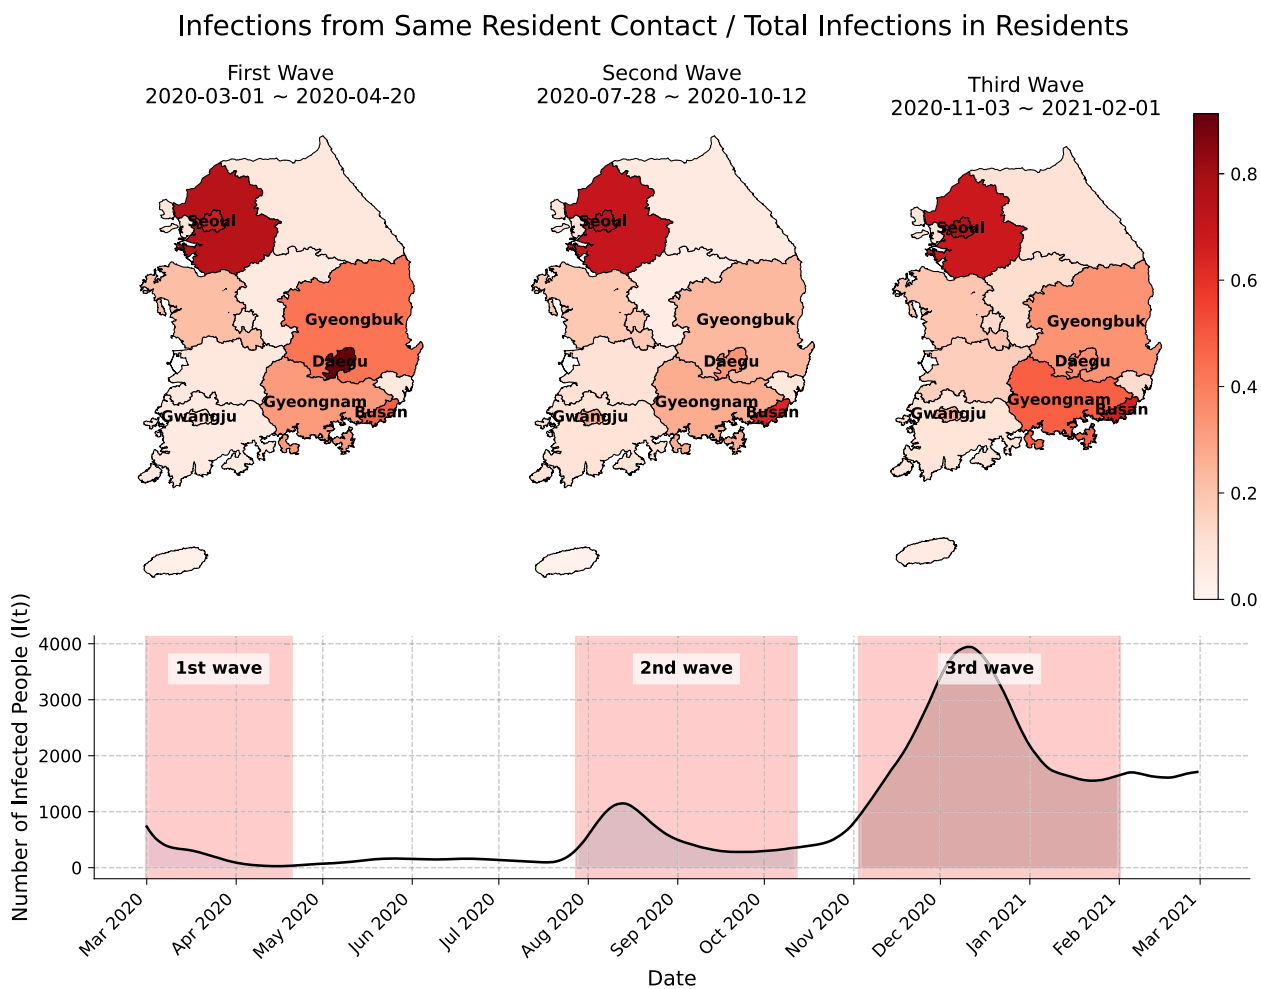 Infections from Same Resident Contact / Total Infections in Residents
First Wave
2020-03-01 ~ 2020-04-20
Second Wave
2020-07-28 ~ 2020-10-12
Third Wave
2020-11-03 ~ 2021-02-01
Seoul
Gyeongbuk
Daegu
Gyeongnam
Busan
Gwangju
Seoul
Gyeongbuk
Daegu
Gyeongnam
Busan
Gwangju
Seoul
Gyeongbuk
Daegu
Gyeongnam
Busan
Gwangju
0.8
0.6
0.4
0.2
0.0
Number of Infected People (I(t))
4000
3000
2000
1000
0
1st wave
2nd wave
3rd wave
Mar 2020
Apr 2020
May 2020
Jun 2020
Jul 2020
Aug 2020
Sep 2020
Oct 2020
Nov 2020
Dec 2020
Jan 2021
Feb 2021
Mar 2021
Date